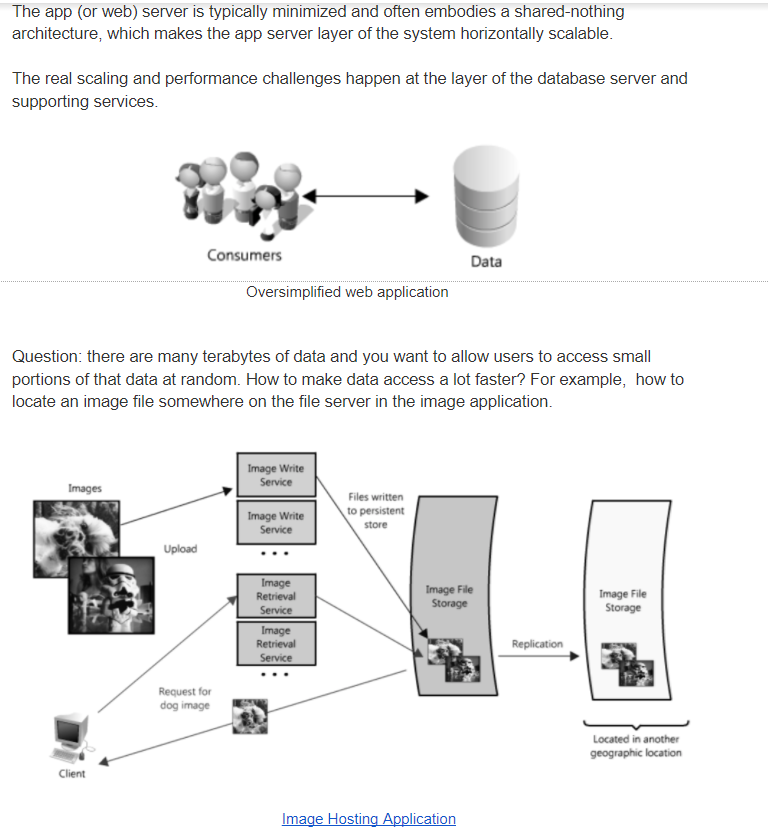 The app (or web) server is typically minimized and often embodies a shared-nothing
architecture, which makes the app server layer of the system horizontally scalable.
The real scaling and performance challenges happen at the layer of the database server and
supporting services.
Consumers
Data
Oversimplified web application
Question: there are many terabytes of data and you want to allow users to access small
portions of that data at random. How to make data access a lot faster? For example,  how to
locate an image file somewhere on the file server in the image application.
Images
Image Write
Service
Files written
to persistent
store
Image Write
Service
Upload
...
Image
Retrieval
Service
Image File
Storage
Image File
Storage
Image
Retrieval
Service
Replication
...
Request for
dog image
Located in another
geographic location
Client
Image Hosting Application